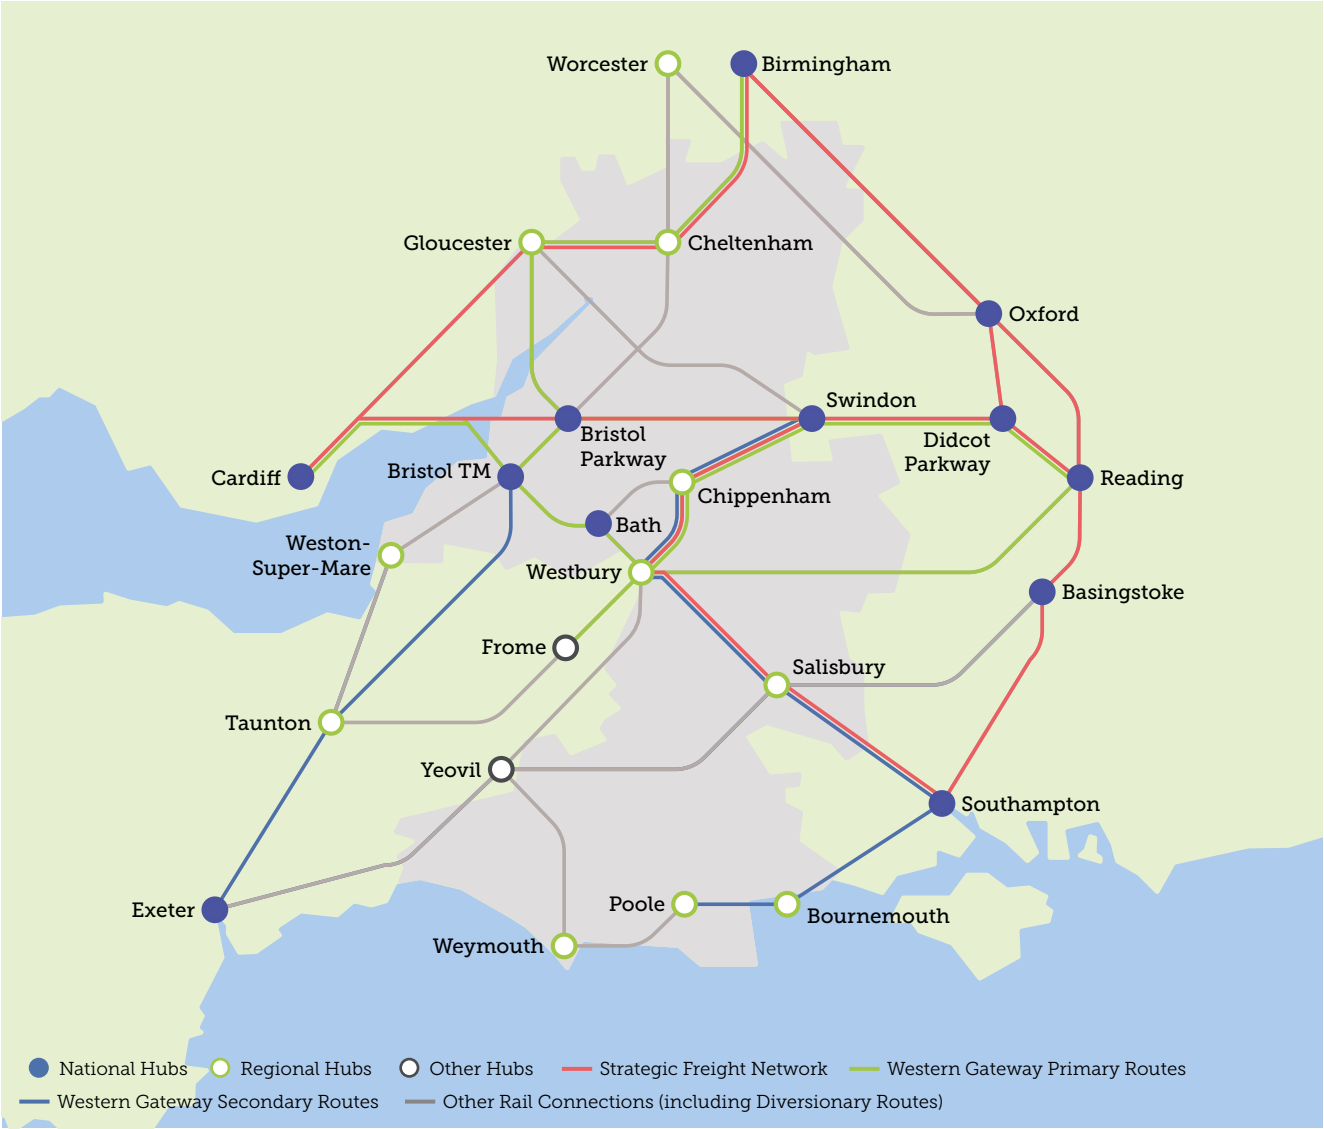 Worcester
Birmingham
Gloucester
Cheltenham
Oxford
Swindon
Bristol
Parkway
Didcot
Parkway
Cardiff
Bristol TM
Reading
Chippenham
Bath
Weston-
Super-Mare
Westbury
Basingstoke
Frome
Salisbury
Taunton
Yeovil
Southampton
Exeter
Poole
Bournemouth
Weymouth
National Hubs
Regional Hubs
Other Hubs
Strategic Freight Network
Western Gateway Primary Routes
Western Gateway Secondary Routes
Other Rail Connections (including Diversionary Routes)